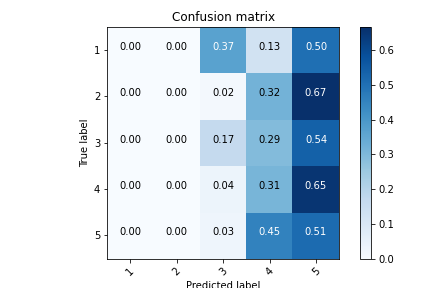 Confusion matrix
True label
1 0.00 0.00 0.37 0.13 0.50
2 0.00 0.00 0.02 0.32 0.67
3 0.00 0.00 0.17 0.29 0.54
4 0.00 0.00 0.04 0.31 0.65
5 0.00 0.00 0.03 0.45 0.51
1 2 3 4 5
Predicted label
0.6
0.5
0.4
0.3
0.2
0.1
0.0